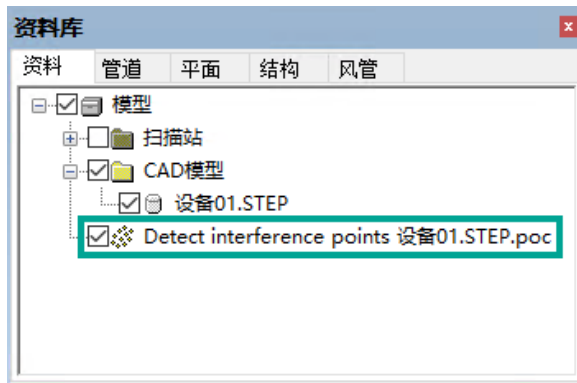 资料库
资料 管道 平面 结构 风管
模型
扫描站
CAD模型
设备01.STEP
Detect interference points 设备01.STEP.poc